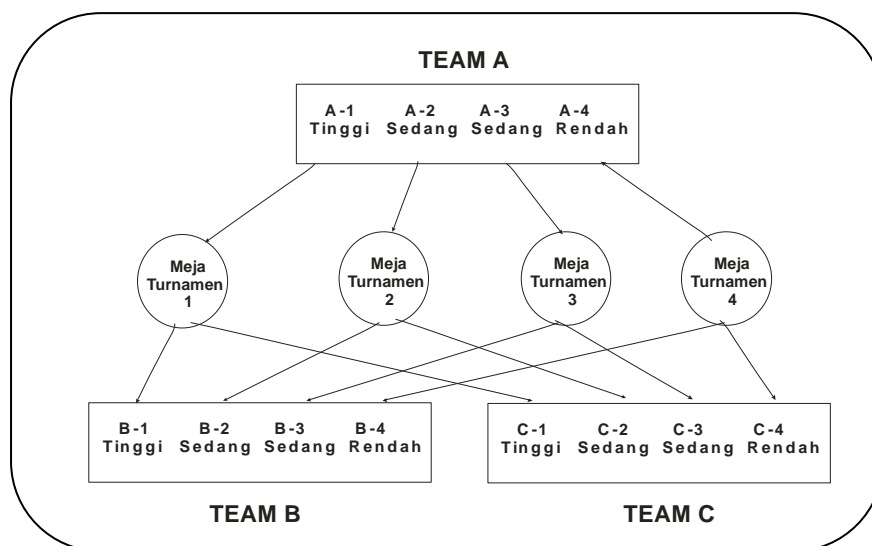 TEAM A
A-1 A-2 A-3 A-4
Tinggi Sedang Sedang Rendah
Meja Turnamen 1
Meja Turnamen 2
Meja Turnamen 3
Meja Turnamen 4
B-1 B-2 B-3 B-4
Tinggi Sedang Sedang Rendah
C-1 C-2 C-3 C-4
Tinggi Sedang Sedang Rendah
TEAM B
TEAM C